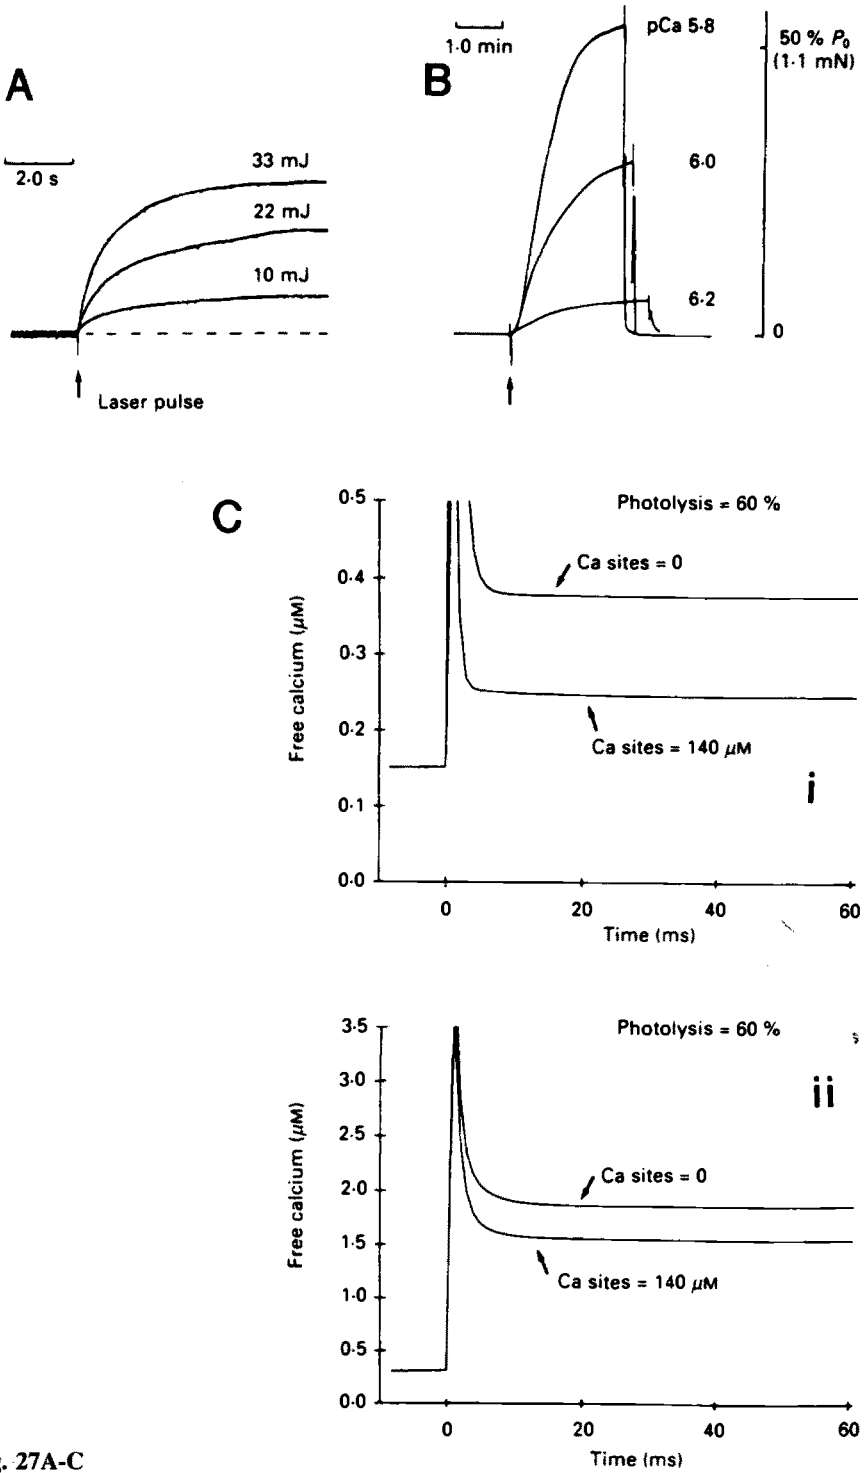 A
2·0 s
33 mJ
22 mJ
10 mJ
Laser pulse
B
1·0 min
pCa 5·8
6·0
6·2
50 % P₀
(1·1 mN)
0
C
Photolysis = 60 %
Ca sites = 0
Ca sites = 140 µM
i
Free calcium (µM)
0·5
0·4
0·3
0·2
0·1
0·0
0
20
40
60
Time (ms)
Photolysis = 60 %
Ca sites = 0
Ca sites = 140 µM
ii
Free calcium (µM)
3·5
3·0
2·5
2·0
1·5
1·0
0·5
0·0
0
20
40
60
Time (ms)
. 27A-C